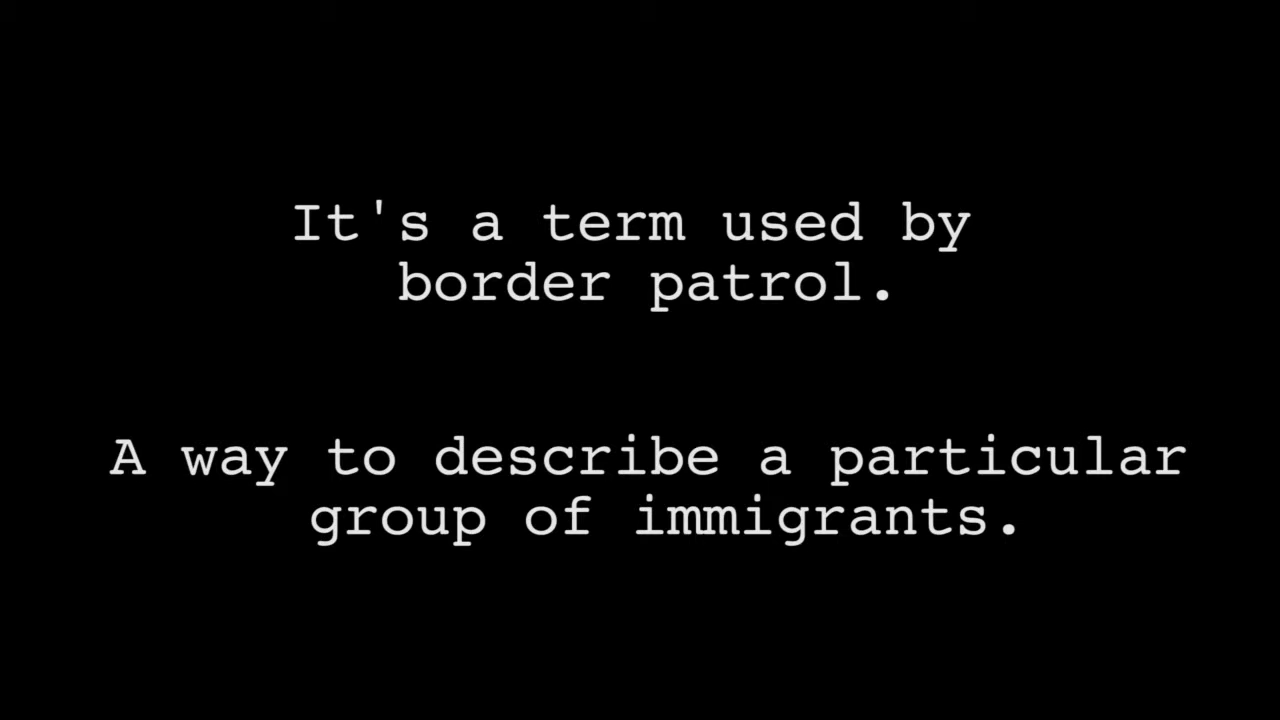 It's a term used by
border patrol.
A way to describe a particular
group of immigrants.